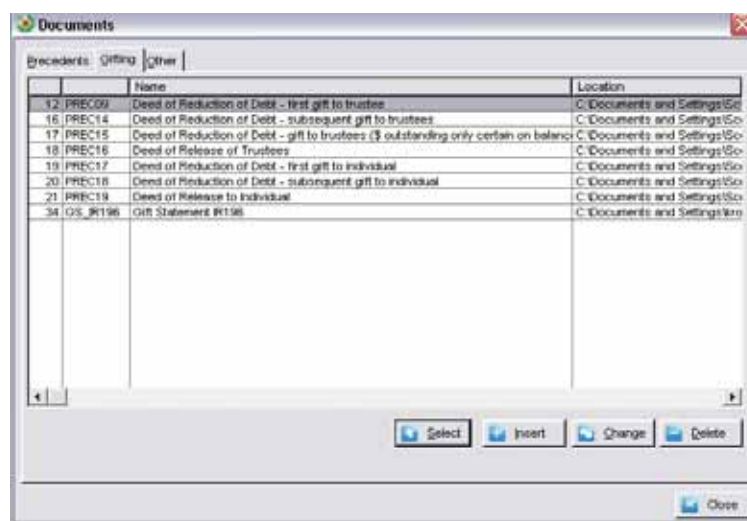 Documents
Precedents Gifting Other
Name Location
12 PREC09 Deed of Reduction of Debt - first gift to trustee C:\Documents and Settings\Sc
16 PREC14 Deed of Reduction of Debt - subsequent gift to trustees C:\Documents and Settings\Sc
17 PREC15 Deed of Reduction of Debt - gift to trustees ($ outstanding only certain on balanc C:\Documents and Settings\Sc
18 PREC16 Deed of Release of Trustees C:\Documents and Settings\Sc
19 PREC17 Deed of Reduction of Debt - first gift to individual C:\Documents and Settings\Sc
20 PREC18 Deed of Reduction of Debt - subsequent gift to individual C:\Documents and Settings\Sc
21 PREC19 Deed of Release to Individual C:\Documents and Settings\Sc
34 GS_IR196 Gift Statement IR196 C:\Documents and Settings\
Select Insert Change Delete
Close